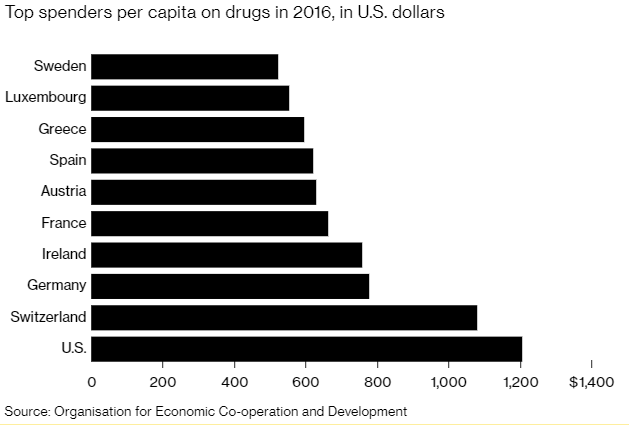 Top spenders per capita on drugs in 2016, in U.S. dollars
Sweden
Luxembourg
Greece
Spain
Austria
France
Ireland
Germany
Switzerland
U.S.
0 200 400 600 800 1,000 1,200 $1,400
Source: Organisation for Economic Co-operation and Development